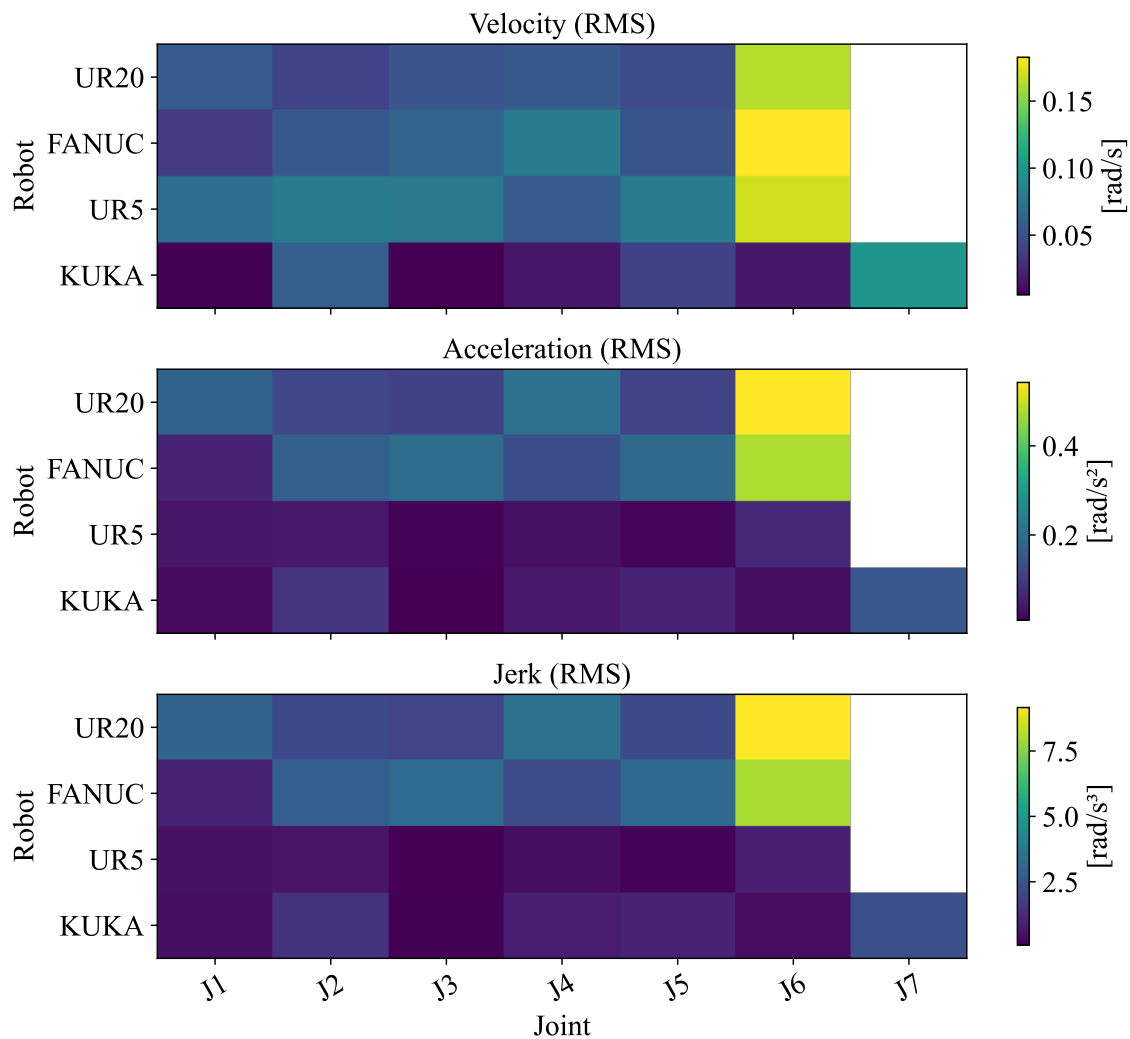 Velocity (RMS)
Robot
UR20
FANUC
UR5
KUKA
0.15
0.10
0.05
[rad/s]
Acceleration (RMS)
Robot
UR20
FANUC
UR5
KUKA
0.4
0.2
[rad/s²]
Jerk (RMS)
Robot
UR20
FANUC
UR5
KUKA
7.5
5.0
2.5
[rad/s³]
J1 J2 J3 J4 J5 J6 J7
Joint